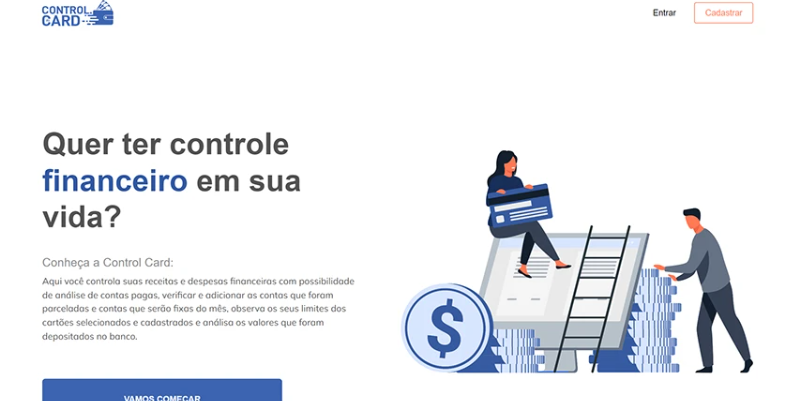 CONTROL
CARD
Entrar
Cadastrar
Quer ter controle
financeiro em sua
vida?
Conheça a Control Card:
Aqui você controla suas receitas e despesas financeiras com possibilidade
de análise de contas pagas, verificar e adicionar as contas que foram
parceladas e contas que serão fixas do mês, observa os seus limites dos
cartões selecionados e cadastrados e análisa os valores que foram
depositados no banco.
$
VAMOS COMEÇAR